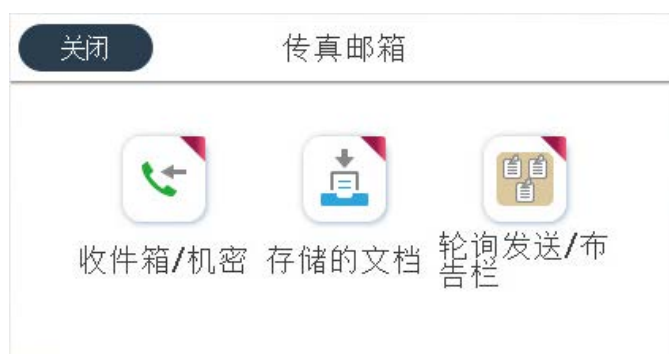 关闭
传真邮箱
收件箱/机密
存储的文档
轮询发送/布
告栏